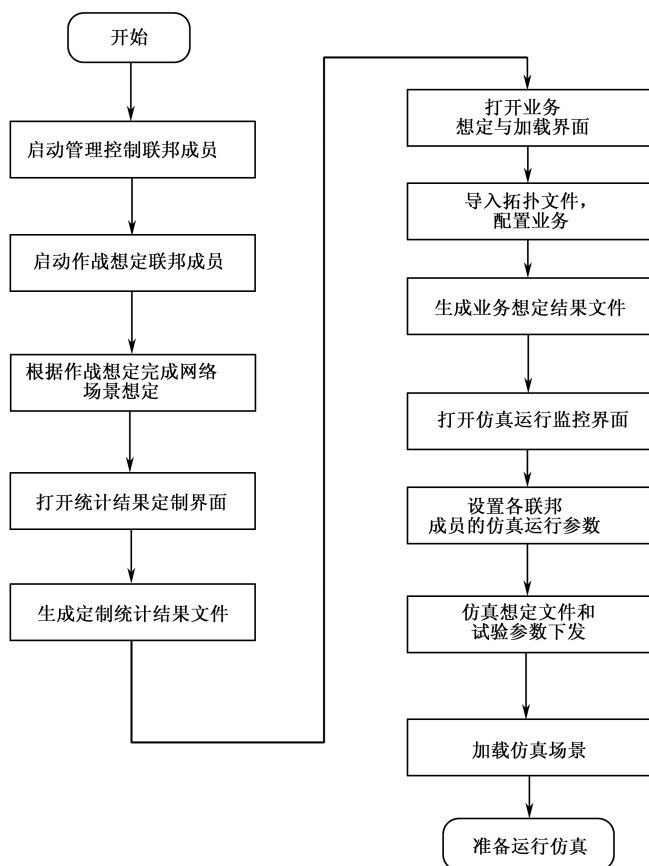 开始
启动管理控制联邦成员
启动作战想定联邦成员
根据作战想定完成网络
场景想定
打开统计结果定制界面
生成定制统计结果文件
打开业务
想定与加载界面
导入拓扑文件，
配置业务
生成业务想定结果文件
打开仿真运行监控界面
设置各联邦
成员的仿真运行参数
仿真想定文件和
试验参数下发
加载仿真场景
准备运行仿真